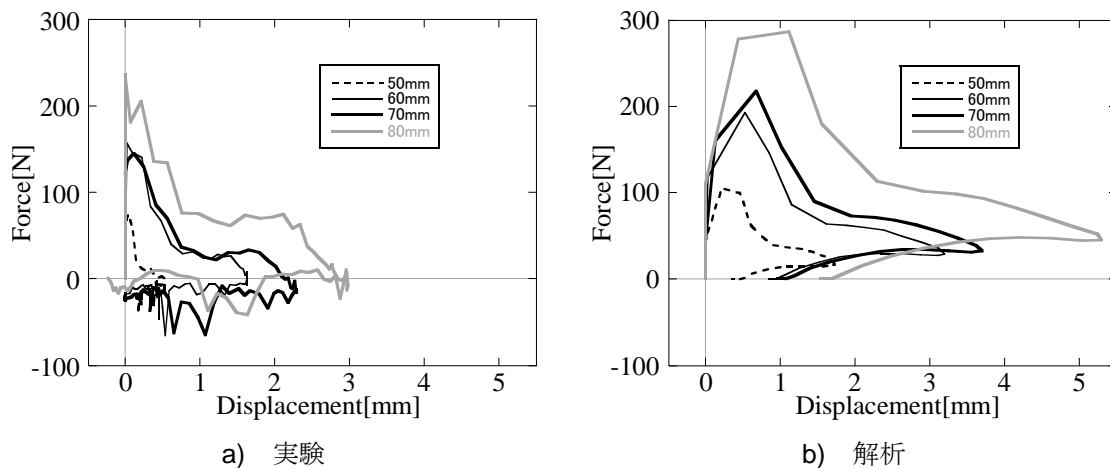 300
200
100
0
-100
Force[N]
50mm
60mm
70mm
80mm
0 1 2 3 4 5
Displacement[mm]
a) 実験
300
200
100
0
-100
Force[N]
50mm
60mm
70mm
80mm
0 1 2 3 4 5
Displacement[mm]
b) 解析